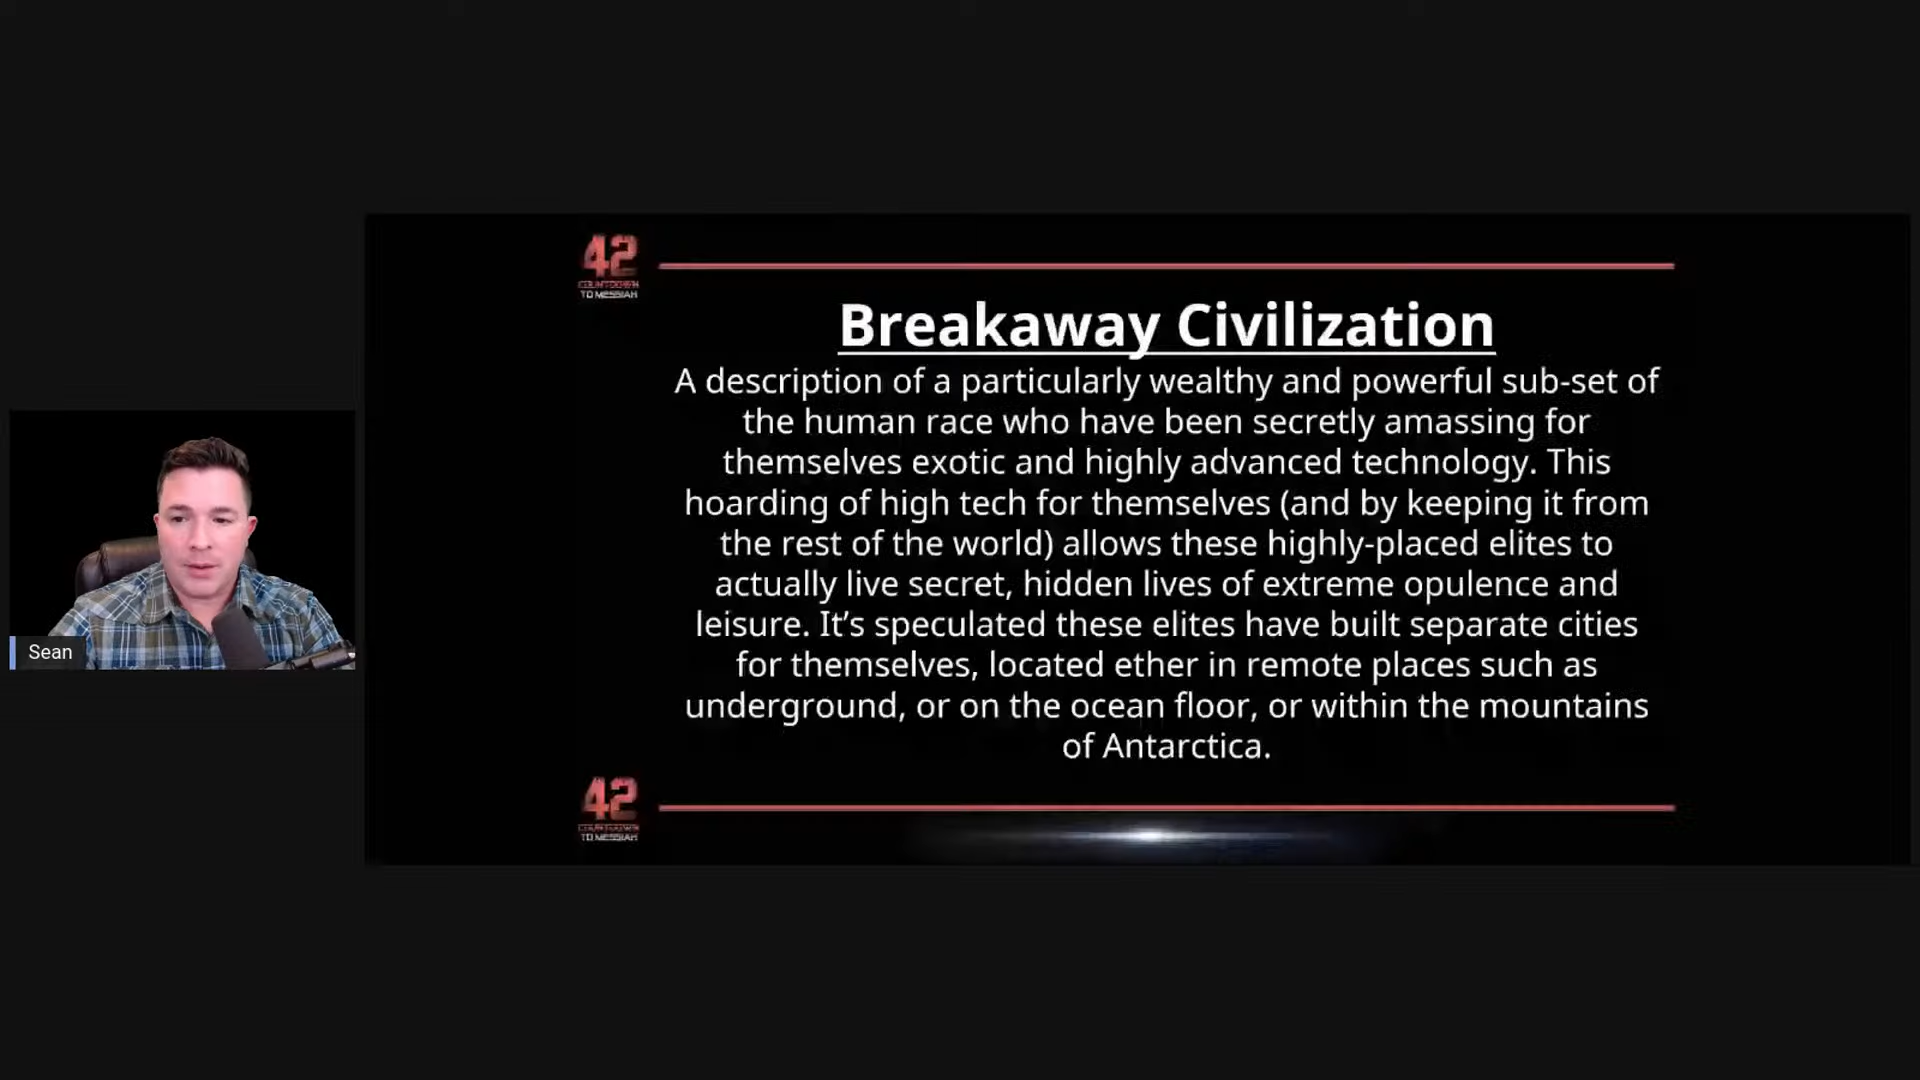 42
COUNTDOWN
TO MESSIAH
Breakaway Civilization
A description of a particularly wealthy and powerful sub-set of
the human race who have been secretly amassing for
themselves exotic and highly advanced technology. This
hoarding of high tech for themselves (and by keeping it from
the rest of the world) allows these highly-placed elites to
actually live secret, hidden lives of extreme opulence and
leisure. It’s speculated these elites have built separate cities
for themselves, located ether in remote places such as
underground, or on the ocean floor, or within the mountains
of Antarctica.
Sean
42
COUNTDOWN
TO MESSIAH